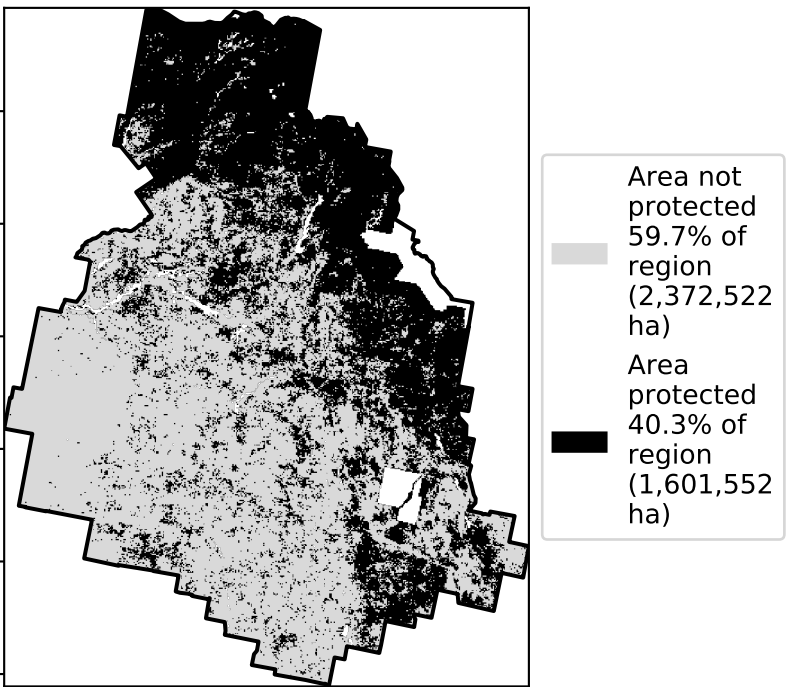 Area not
protected
59.7% of
region
(2,372,522
ha)
Area
protected
40.3% of
region
(1,601,552
ha)